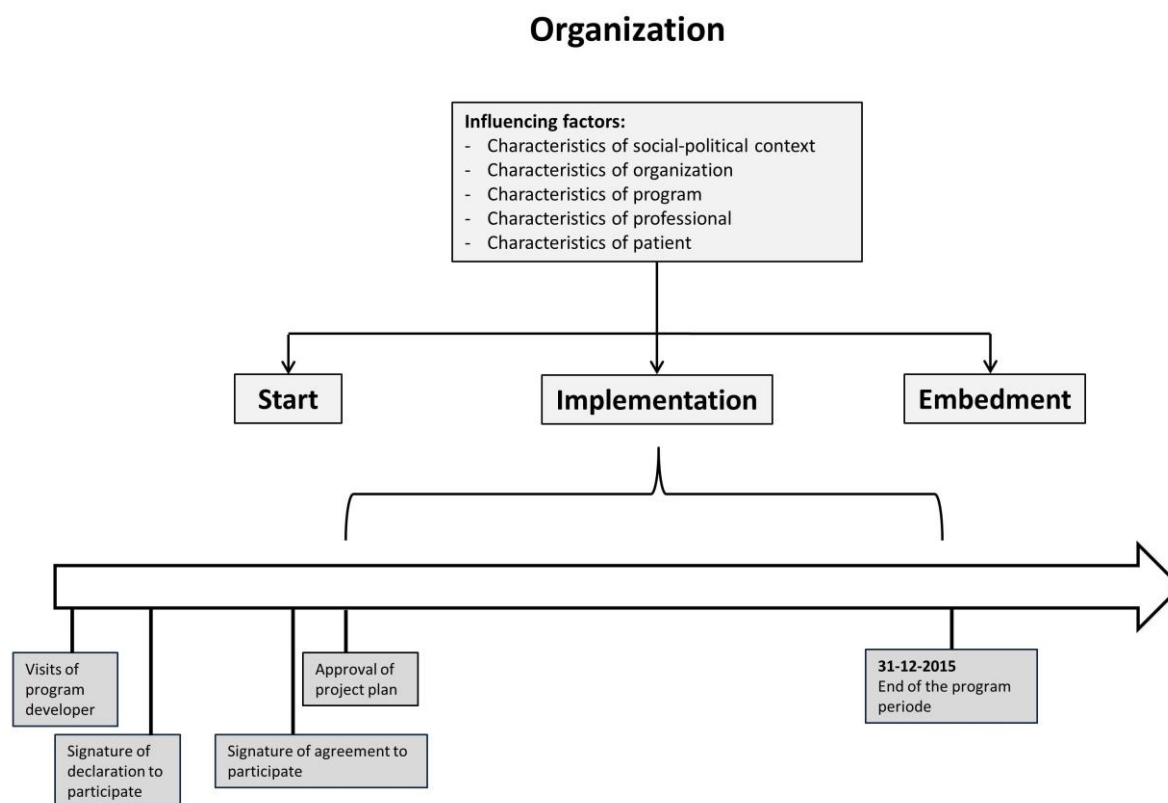 Organization
Influencing factors:
- Characteristics of social-political context
- Characteristics of organization
- Characteristics of program
- Characteristics of professional
- Characteristics of patient
Start
Implementation
Embedment
Visits of
program
developer
Signature of
declaration to
participate
Signature of agreement to
participate
Approval of
project plan
31-12-2015
End of the program
periode